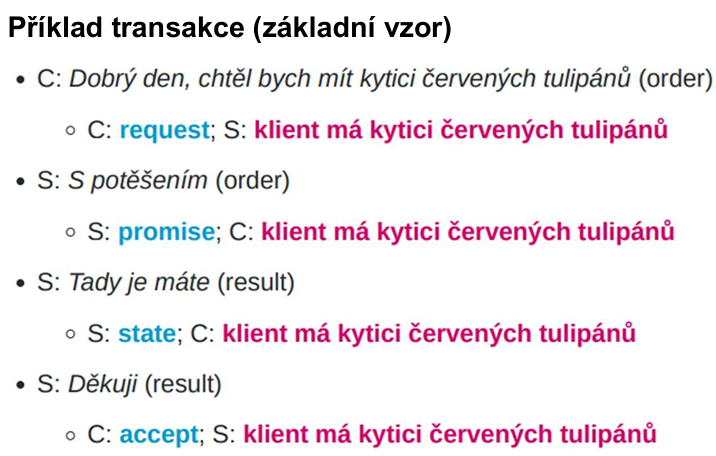 Příklad transakce (základní vzor)
• C: Dobrý den, chtěl bych mít kytici červených tulipánů (order)
◦ C: request; S: klient má kytici červených tulipánů
• S: S potěšením (order)
◦ S: promise; C: klient má kytici červených tulipánů
• S: Tady je máte (result)
◦ S: state; C: klient má kytici červených tulipánů
• S: Děkuji (result)
◦ C: accept; S: klient má kytici červených tulipánů